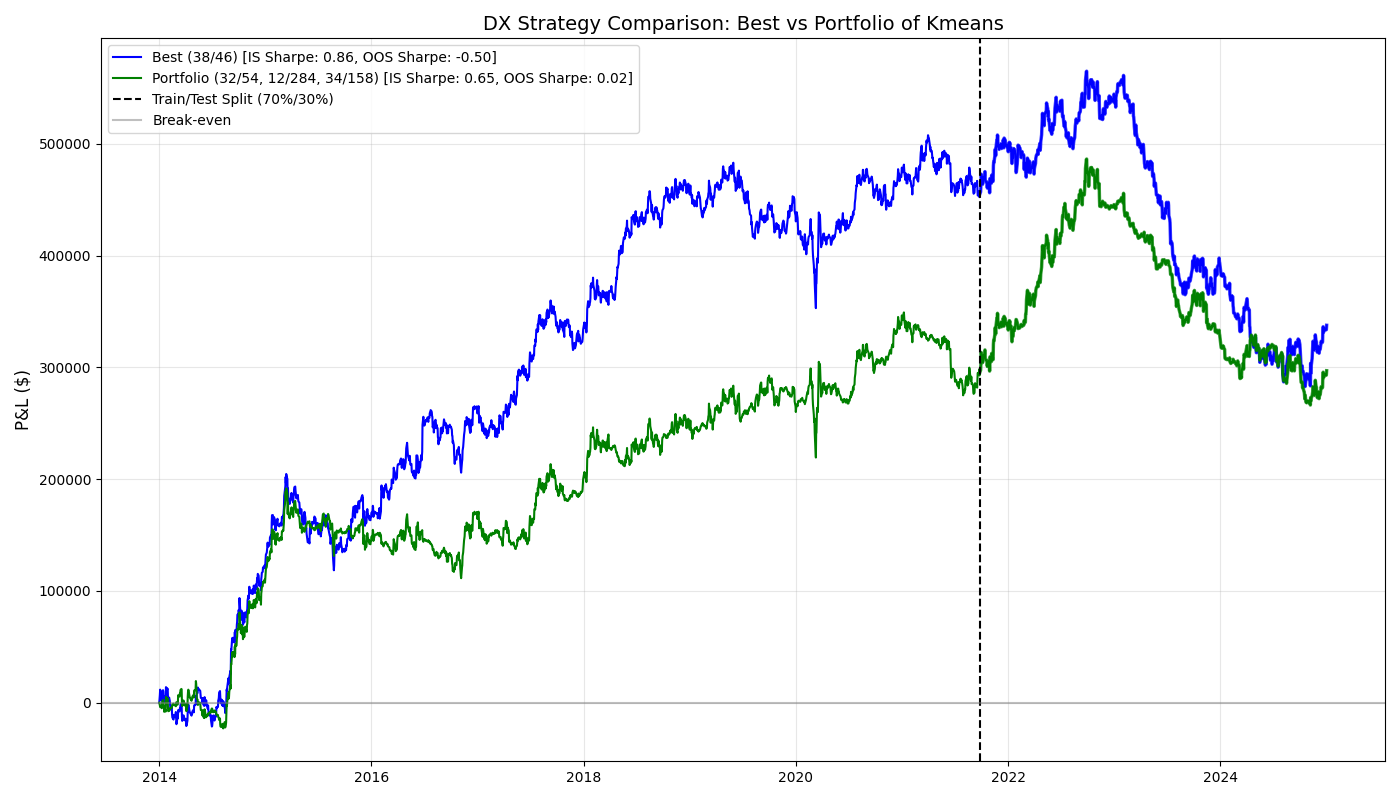 DX Strategy Comparison: Best vs Portfolio of Kmeans
Best (38/46) [IS Sharpe: 0.86, OOS Sharpe: -0.50]
Portfolio (32/54, 12/284, 34/158) [IS Sharpe: 0.65, OOS Sharpe: 0.02]
Train/Test Split (70%/30%)
Break-even
P&L ($)
500000
400000
300000
200000
100000
0
2014
2016
2018
2020
2022
2024